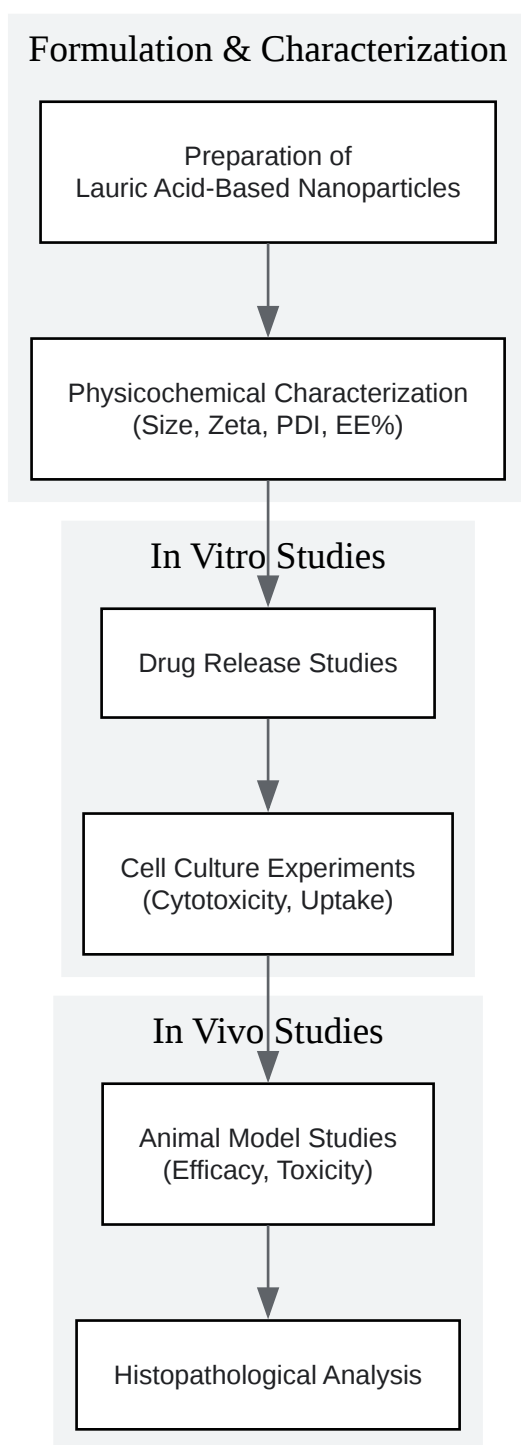 Formulation & Characterization
Preparation of
Lauric Acid-Based Nanoparticles
Physicochemical Characterization
(Size, Zeta, PDI, EE%)
In Vitro Studies
Drug Release Studies
Cell Culture Experiments
(Cytotoxicity, Uptake)
In Vivo Studies
Animal Model Studies
(Efficacy, Toxicity)
Histopathological Analysis